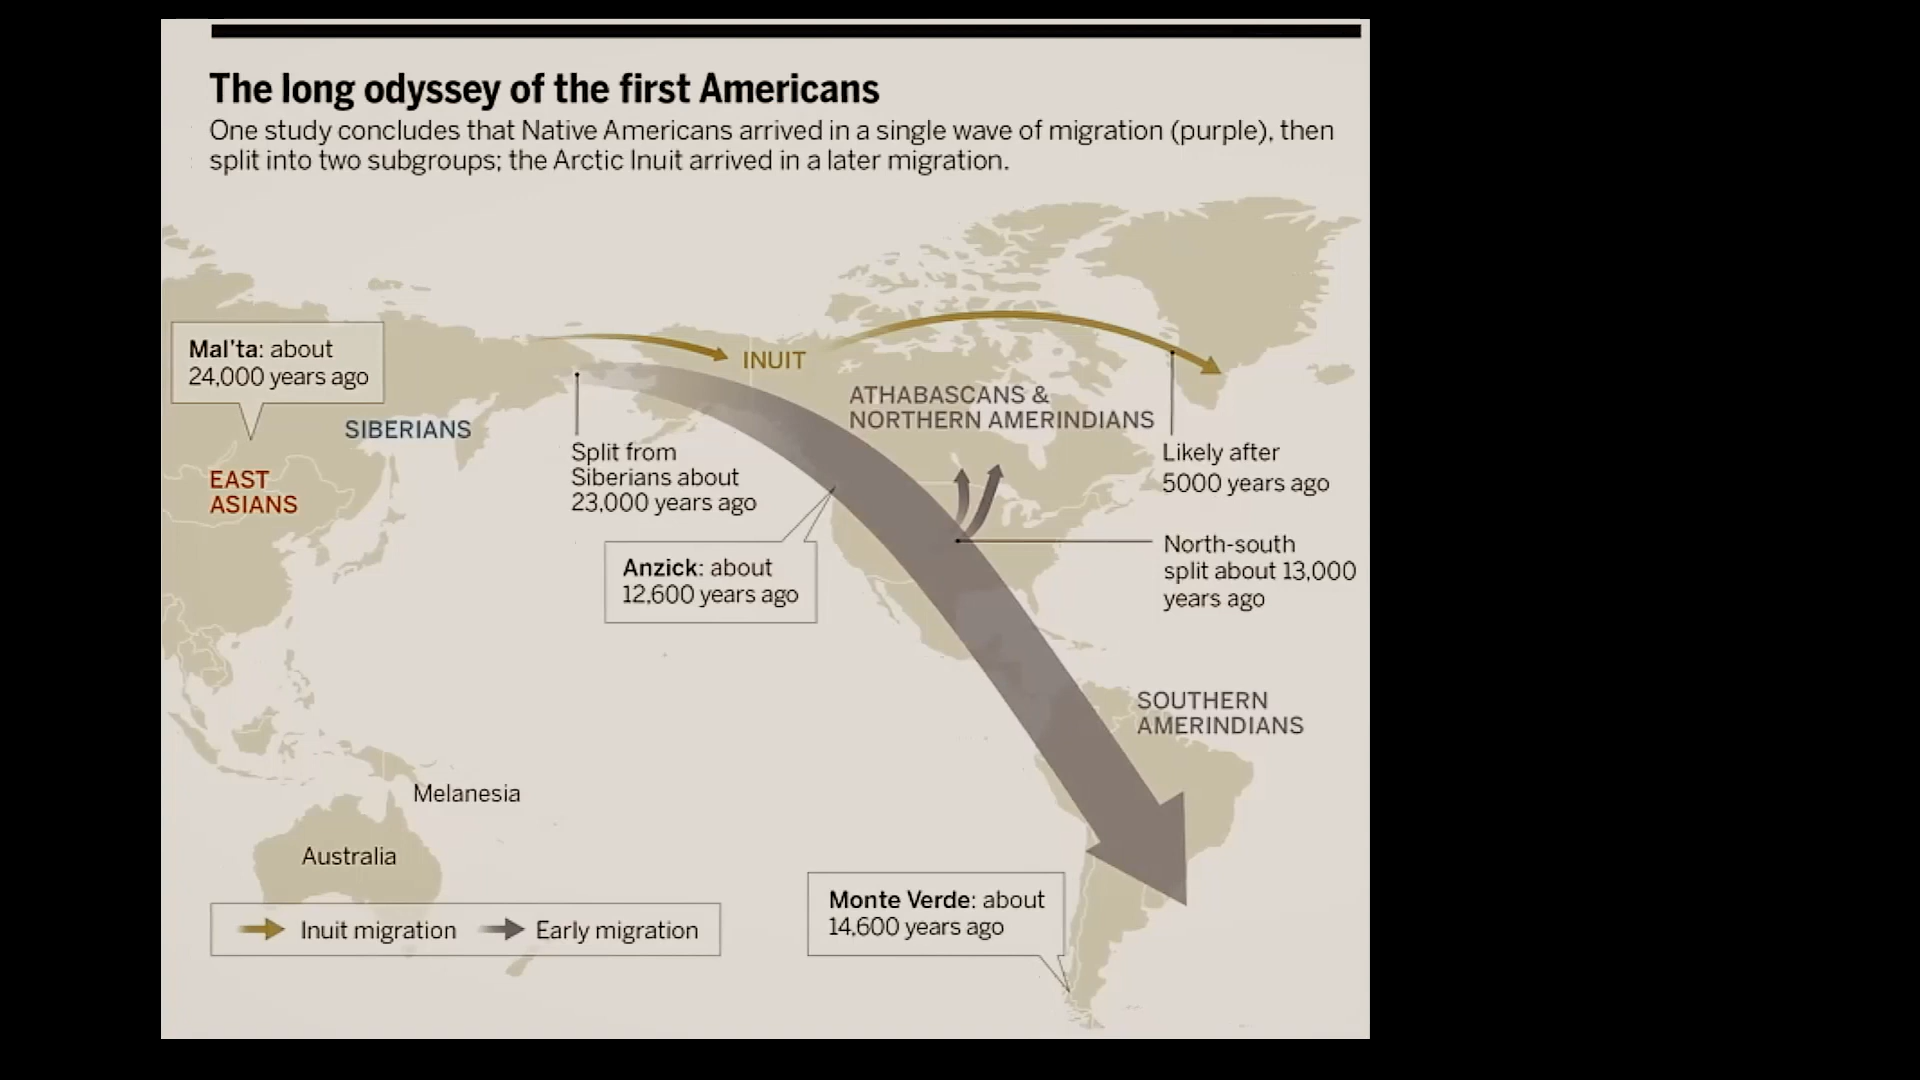 The long odyssey of the first Americans
One study concludes that Native Americans arrived in a single wave of migration (purple), then
split into two subgroups; the Arctic Inuit arrived in a later migration.
Mal'ta: about
24,000 years ago
SIBERIANS
EAST
ASIANS
INUIT
ATHABASCANS &
NORTHERN AMERINDIANS
Split from
Siberians about
23,000 years ago
Likely after
5000 years ago
Anzick: about
12,600 years ago
North-south
split about 13,000
years ago
SOUTHERN
AMERINDIANS
Melanesia
Australia
Monte Verde: about
14,600 years ago
Inuit migration
Early migration